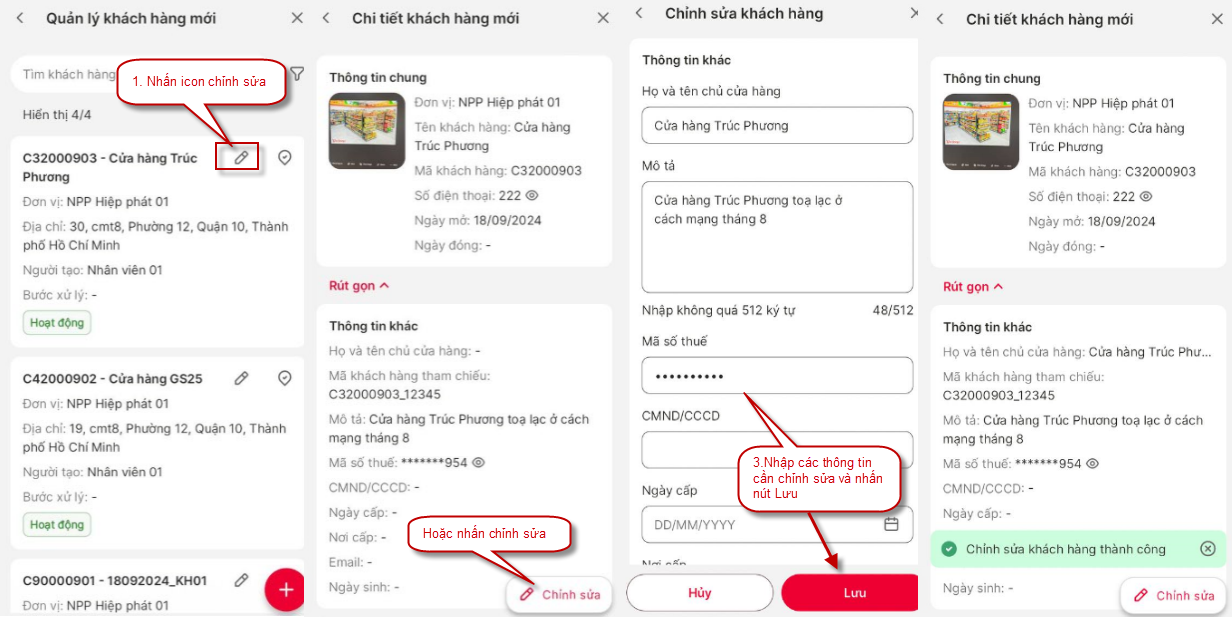 Quản lý khách hàng mới
Tìm khách hàng
1. Nhấn icon chỉnh sửa
Hiển thị 4/4
C32000903 - Cửa hàng Trúc
Phương
Đơn vị: NPP Hiệp phát 01
Địa chỉ: 30, cmt8, Phường 12, Quận 10, Thành
phố Hồ Chí Minh
Người tạo: Nhân viên 01
Bước xử lý: -
Hoạt động
C42000902 - Cửa hàng GS25
Đơn vị: NPP Hiệp phát 01
Địa chỉ: 19, cmt8, Phường 12, Quận 10, Thành
phố Hồ Chí Minh
Người tạo: Nhân viên 01
Bước xử lý: -
Hoạt động
C90000901 - 18092024_KH01
Đơn vị: NPP Hiệp phát 01
Chi tiết khách hàng mới
Thông tin chung
Đơn vị: NPP Hiệp phát 01
Tên khách hàng: Cửa hàng
Trúc Phương
Mã khách hàng: C32000903
Số điện thoại: 222
Ngày mở: 18/09/2024
Ngày đóng: -
Rút gọn
Thông tin khác
Họ và tên chủ cửa hàng: -
Mã khách hàng tham chiếu:
C32000903_12345
Mô tả: Cửa hàng Trúc Phương toạ lạc ở cách
mạng tháng 8
Mã số thuế: *******954
CMND/CCCD: -
Ngày cấp: -
Nơi cấp: -
Email: -
Ngày sinh: -
Hoặc nhấn chỉnh sửa
Chỉnh sửa
Chỉnh sửa khách hàng
Thông tin khác
Họ và tên chủ cửa hàng
Cửa hàng Trúc Phương
Mô tả
Cửa hàng Trúc Phương toạ lạc ở
cách mạng tháng 8
Nhập không quá 512 ký tự 48/512
Mã số thuế
••••••••••
CMND/CCCD
3.Nhập các thông tin
cần chỉnh sửa và nhấn
nút Lưu
Ngày cấp
DD/MM/YYYY
Nơi cấp
Hủy
Lưu
Chi tiết khách hàng mới
Thông tin chung
Đơn vị: NPP Hiệp phát 01
Tên khách hàng: Cửa hàng
Trúc Phương
Mã khách hàng: C32000903
Số điện thoại: 222
Ngày mở: 18/09/2024
Ngày đóng: -
Rút gọn
Thông tin khác
Họ và tên chủ cửa hàng: Cửa hàng Trúc Phư...
Mã khách hàng tham chiếu:
C32000903_12345
Mô tả: Cửa hàng Trúc Phương toạ lạc ở cách
mạng tháng 8
Mã số thuế: *******954
CMND/CCCD: -
Ngày cấp: -
Chỉnh sửa khách hàng thành công
Ngày sinh: -
Chỉnh sửa